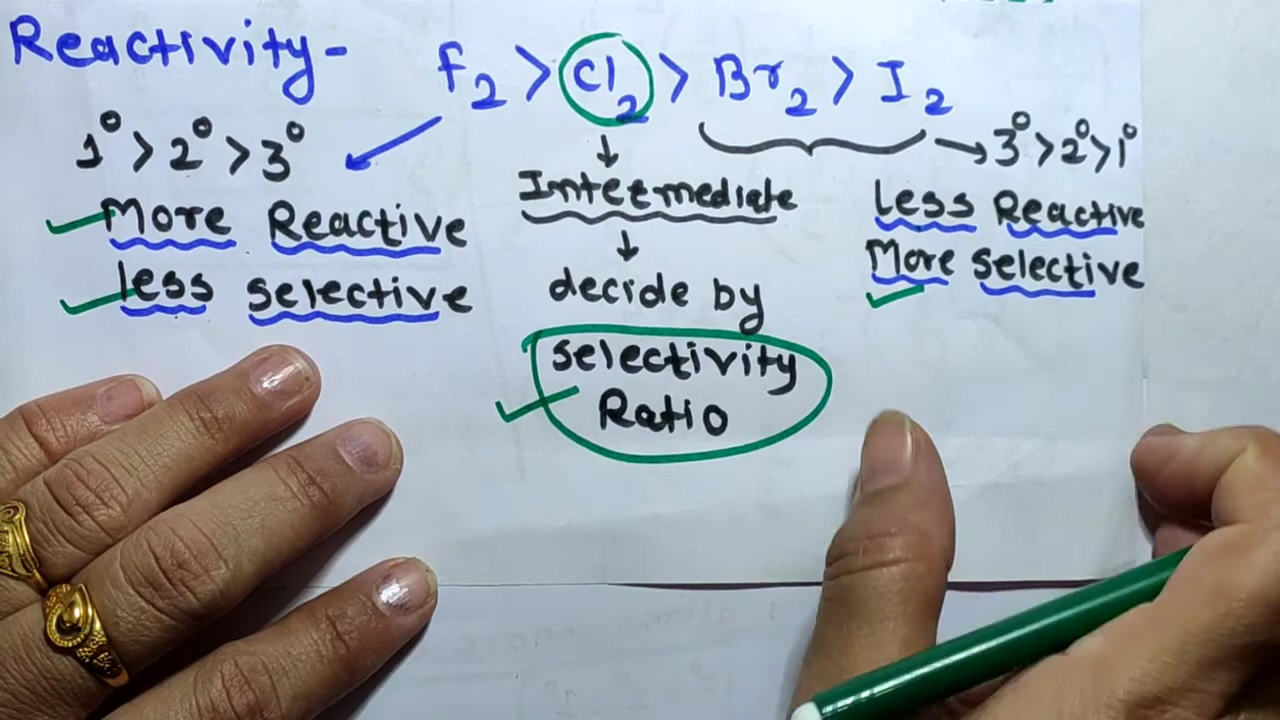 Reactivity- F₂ > Cl₂ > Br₂ > I₂
1° > 2° > 3°
More Reactive
less selective
Intermediate
decide by
selectivity
Ratio
3° > 2° > 1°
less Reactive
More selective